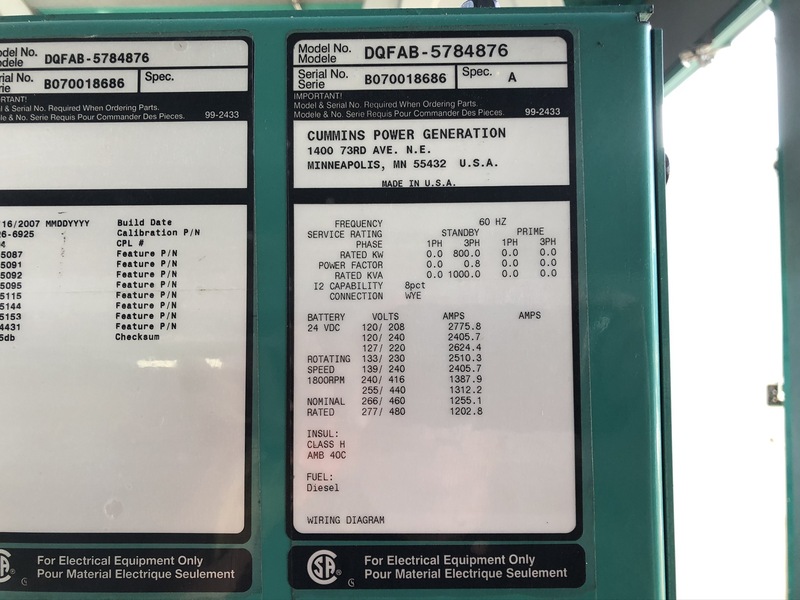 DQFAB-5784876
B070018686 Spec.
& Serial No. Required When Ordering Parts.
& No. Serie Requis Pour Commander Des Pieces. 99-2433
16/2007 MMDDYYYY Build Date
6-6925 Calibration P/N
CPL #
5087 Feature P/N
5091 Feature P/N
5092 Feature P/N
5095 Feature P/N
5115 Feature P/N
5144 Feature P/N
5153 Feature P/N
4431 Feature P/N
5db Checksum
For Electrical Equipment Only
Pour Material Electrique Seulement
Model No. DQFAB-5784876
Modele
Serial No. B070018686 Spec. A
Serie
IMPORTANT!
Model & Serial No. Required When Ordering Parts.
Modele & No. Serie Requis Pour Commander Des Pieces. 99-2433
CUMMINS POWER GENERATION
1400 73RD AVE. N.E.
MINNEAPOLIS, MN 55432 U.S.A.
MADE IN U.S.A.
FREQUENCY 60 HZ
SERVICE RATING STANDBY PRIME
PHASE 1PH 3PH 1PH 3PH
RATED KW 0.0 800.0 0.0 0.0
POWER FACTOR 0.0 0.8 0.0 0.0
RATED KVA 0.0 1000.0 0.0 0.0
I2 CAPABILITY 8pct
CONNECTION WYE
BATTERY VOLTS AMPS AMPS
24 VDC 120/ 208 2775.8
120/ 240 2405.7
127/ 220 2624.4
ROTATING 133/ 230 2510.3
SPEED 139/ 240 2405.7
1800RPM 240/ 416 1387.9
255/ 440 1312.2
NOMINAL 266/ 460 1255.1
RATED 277/ 480 1202.8
INSUL:
CLASS H
AMB 40C
FUEL:
Diesel
WIRING DIAGRAM
SA For Electrical Equipment Only
Pour Material Electrique Seulement